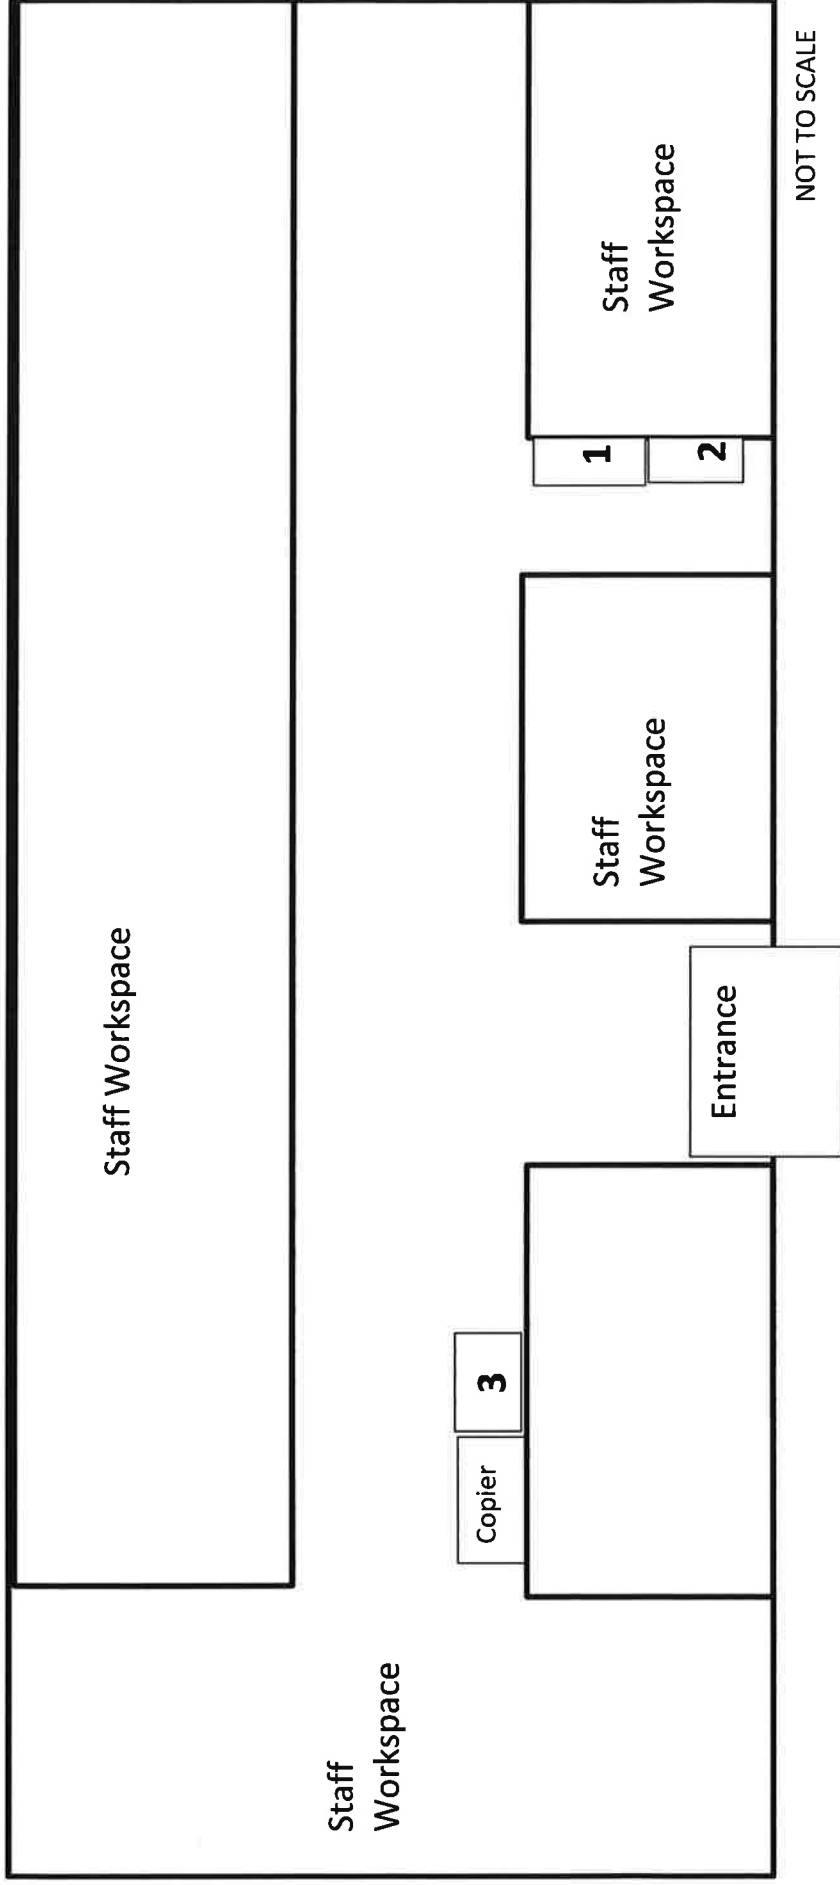 Staff Workspace
Staff
Workspace
Copier
3
Entrance
Staff
Workspace
1
2
Staff
Workspace
NOT TO SCALE